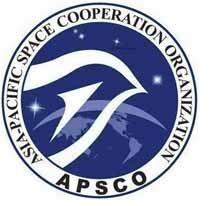 ASIA-PACIFIC SPACE COOPERATION ORGANIZATION
APSCO